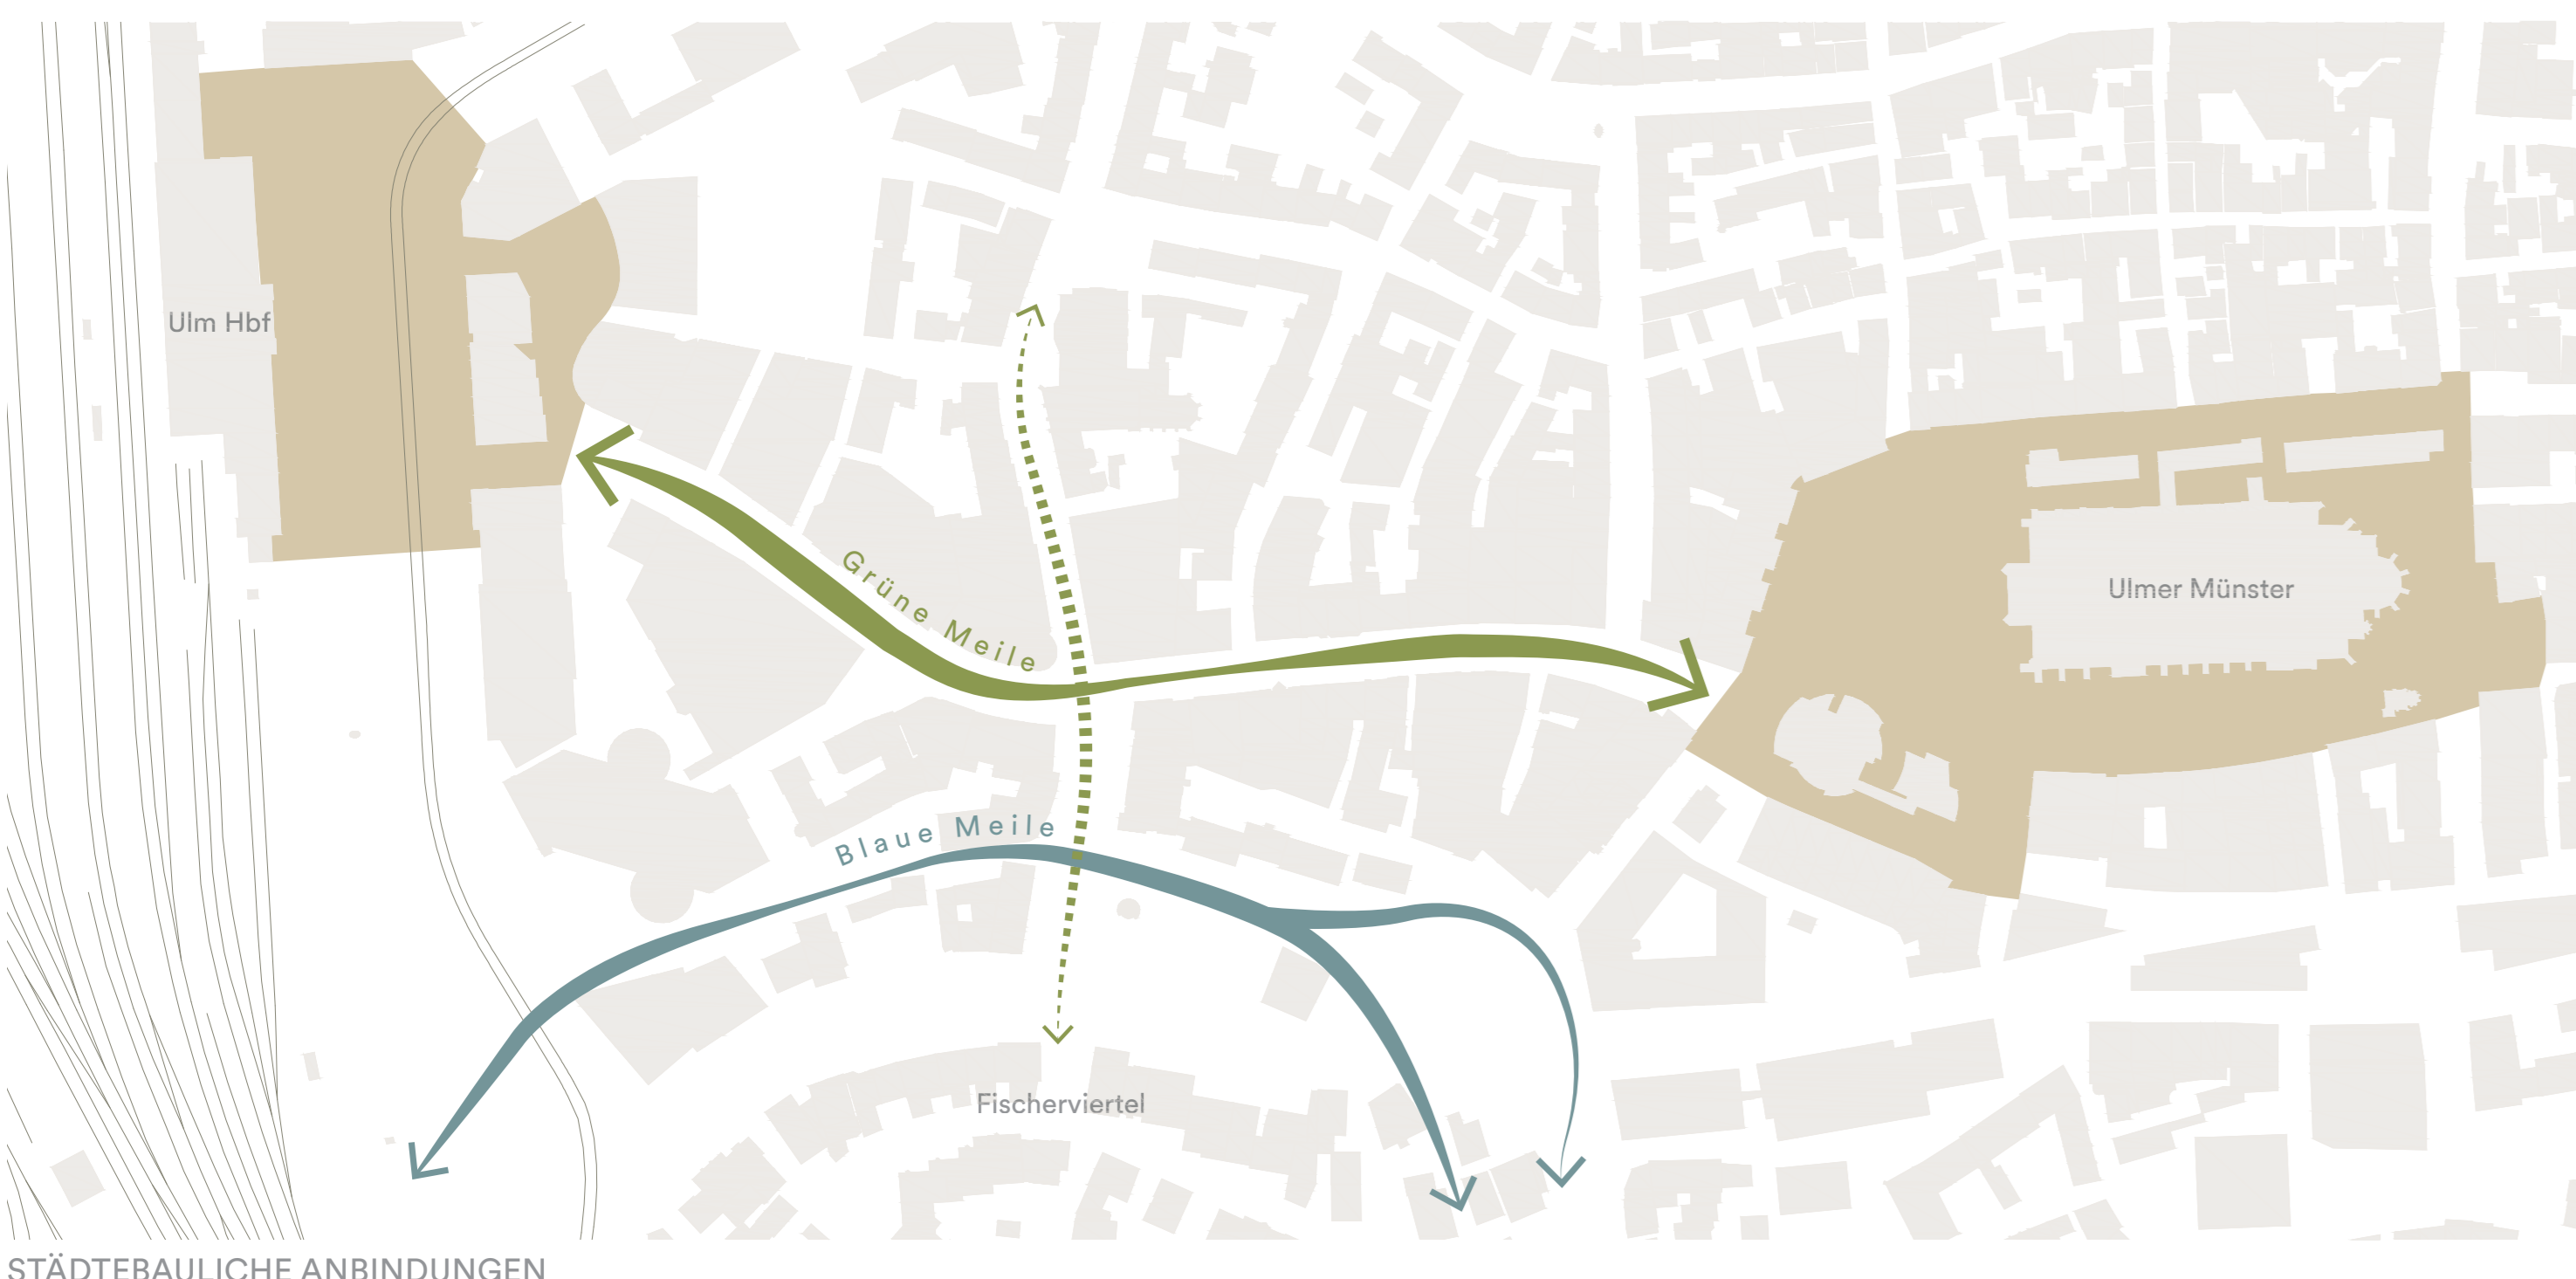 Ulm Hbf
Grüne Meile
Ulmer Münster
Blaue Meile
Fischerviertel
STÄDTEBAULICHE ANBINDUNGEN